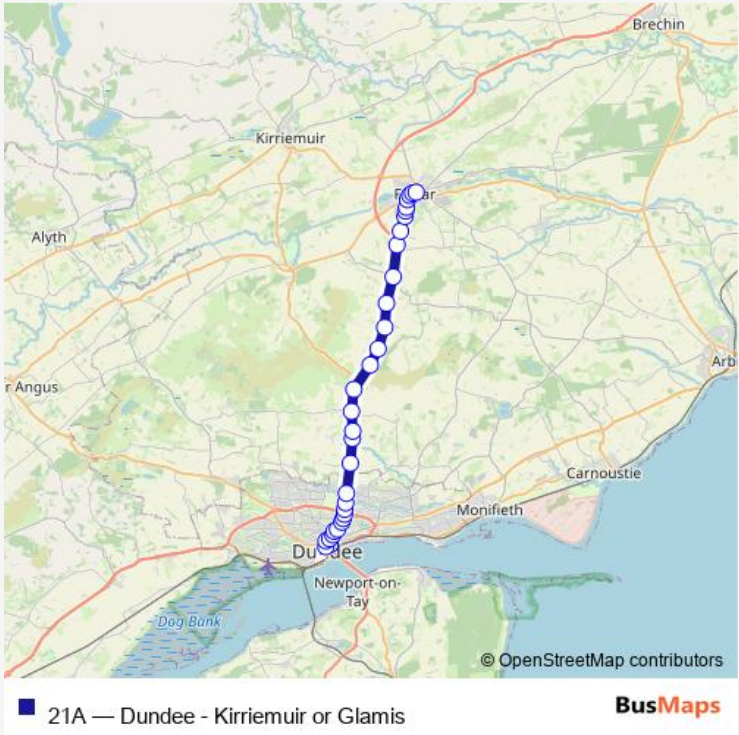 Brechin
Kirriemuir
Alyth
Arb
r Angus
Carnoustie
Monifieth
Newport-on-
Tay
Dog Bank
© OpenStreetMap contributors
21A — Dundee - Kirriemuir or Glamis
BusMaps